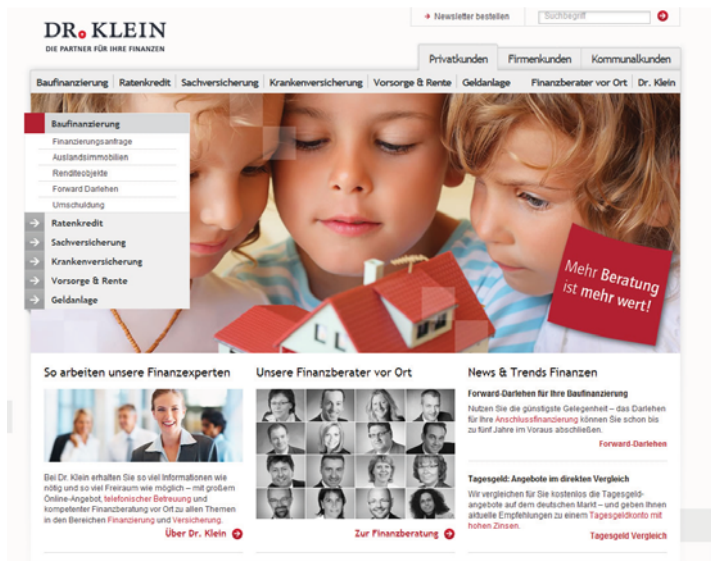 Newsletter bestellen
Suchbegriff
DR. KLEIN
DIE PARTNER FÜR IHRE FINANZEN
Privatkunden Firmenkunden Kommunalkunden
Baufinanzierung Ratenkredit Sachversicherung Krankenversicherung Vorsorge & Rente Geldanlage Finanzberater vor Ort Dr. Klein
Baufinanzierung
Finanzierungsanfrage
Auslandsimmobilien
Renditeobjekte
Forward Darlehen
Umschuldung
Ratenkredit
Sachversicherung
Krankenversicherung
Vorsorge & Rente
Geldanlage
Mehr Beratung
ist mehr wert!
So arbeiten unsere Finanzexperten
Bei Dr. Klein erhalten Sie so viel Informationen wie
nötig und so viel Freiraum wie möglich – mit großem
Online-Angebot, telefonischer Betreuung und
kompetenter Finanzberatung vor Ort zu allen Themen
in den Bereichen Finanzierung und Versicherung.
Über Dr. Klein
Unsere Finanzberater vor Ort
Zur Finanzberatung
News & Trends Finanzen
Forward-Darlehen für Ihre Baufinanzierung
Nutzen Sie die günstigste Gelegenheit – das Darlehen
für Ihre Anschlussfinanzierung können Sie schon bis
zu fünf Jahre im Voraus abschließen.
Forward-Darlehen
Tagesgeld: Angebote im direkten Vergleich
Wir vergleichen für Sie kostenlos die Tagesgeld-
angebote auf dem deutschen Markt – und geben Ihnen
aktuelle Empfehlungen zu einem Tagesgeldkonto mit
hohen Zinsen.
Tagesgeld Vergleich